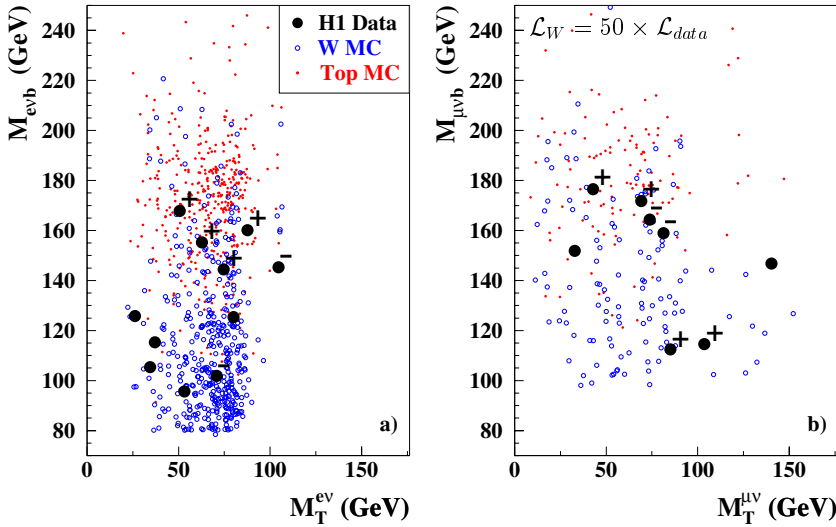 M_{eνb} (GeV)
240
220
200
180
160
140
120
100
80
0
50
100
150
M_T^{eν} (GeV)
H1 Data
W MC
Top MC
a)
M_{μνb} (GeV)
240
220
200
180
160
140
120
100
80
0
50
100
150
M_T^{μν} (GeV)
ℒ_W = 50 × ℒ_{data}
b)